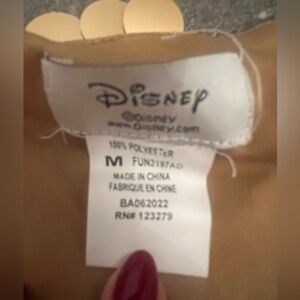 Disney
©Disney
www.Disney.com
100% POLYESTER
M FUN3197AD
MADE IN CHINA
FABRIQUE EN CHINE
BA062022
RN# 123279